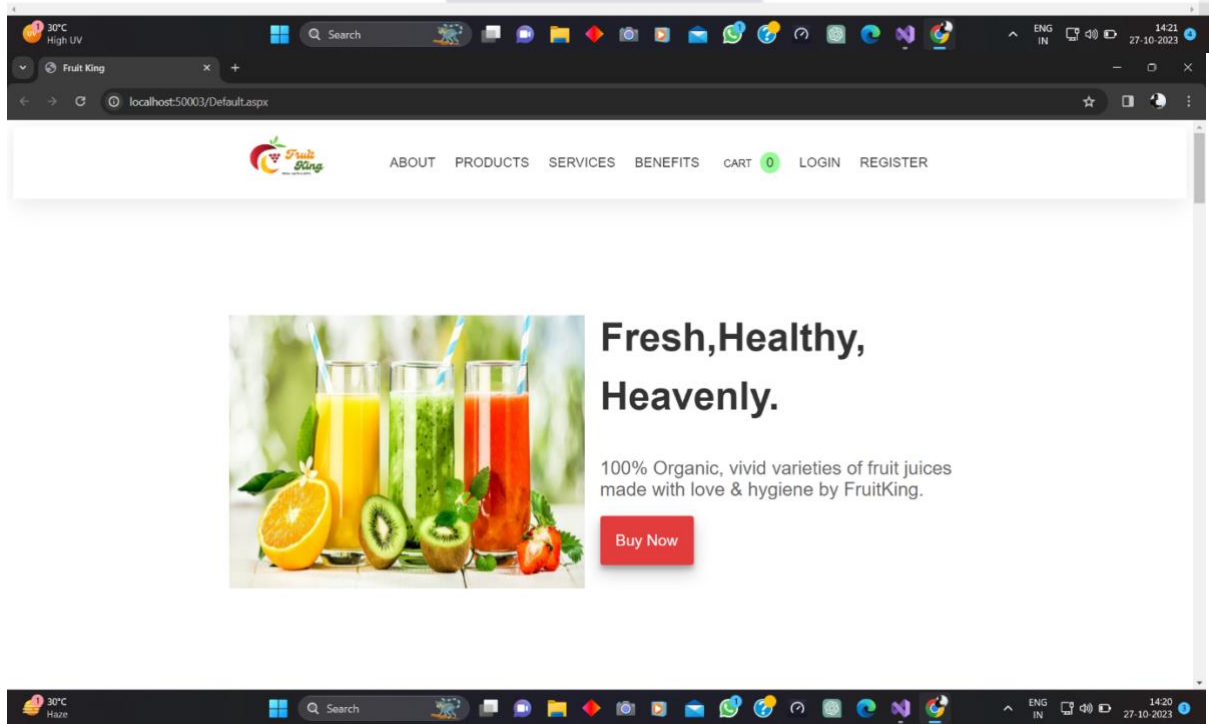 30°C
High UV
Search
ENG
IN
14:21
27-10-2023
4
Fruit King
localhost:50003/Default.aspx
Fruit
King
ABOUT PRODUCTS SERVICES BENEFITS CART 0 LOGIN REGISTER
Fresh,Healthy,
Heavenly.
100% Organic, vivid varieties of fruit juices
made with love & hygiene by FruitKing.
Buy Now
30°C
Haze
Search
ENG
IN
14:20
27-10-2023
3